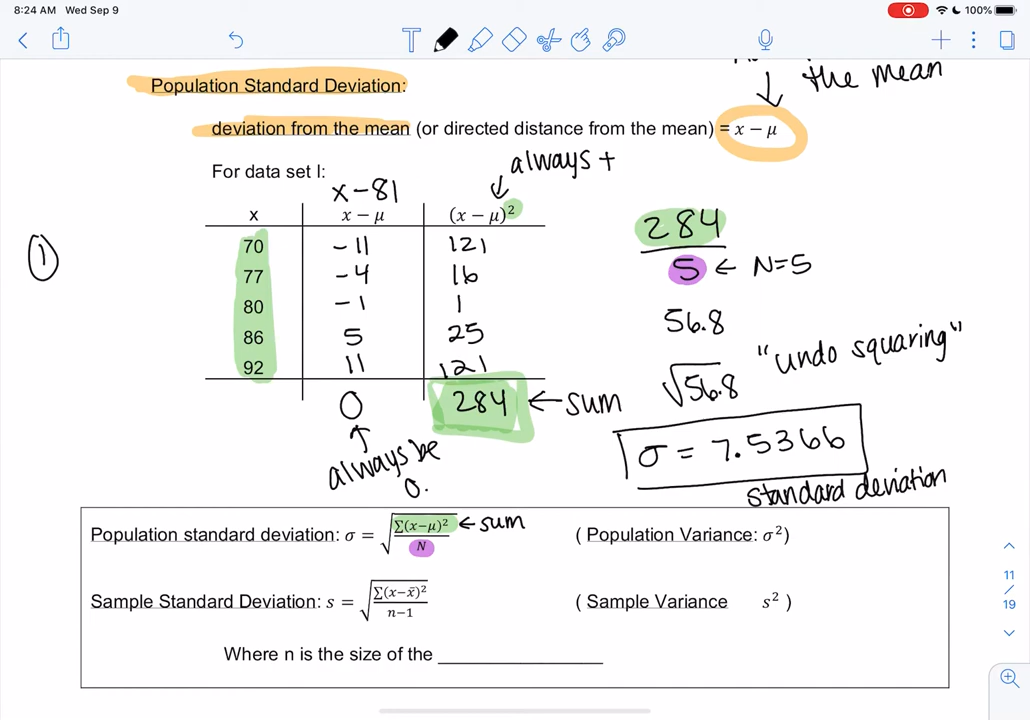 8:24 AM Wed Sep 9
100%
the mean
Population Standard Deviation:
deviation from the mean (or directed distance from the mean) = x − μ
always +
For data set I:
x − 81
x x − μ (x − μ)²
70 −11 121
77 −4 16
80 −1 1
86 5 25
92 11 121
0 284 ← sum
always be
0.
①
284
5 ← N=5
56.8
"undo squaring"
√56.8
σ = 7.5366
standard deviation
Population standard deviation: σ = √(Σ(x−μ)²/N) ← sum ( Population Variance: σ²)
Sample Standard Deviation: s = √(Σ(x−x̄)²/n−1) ( Sample Variance s² )
Where n is the size of the ________________
11
/
19